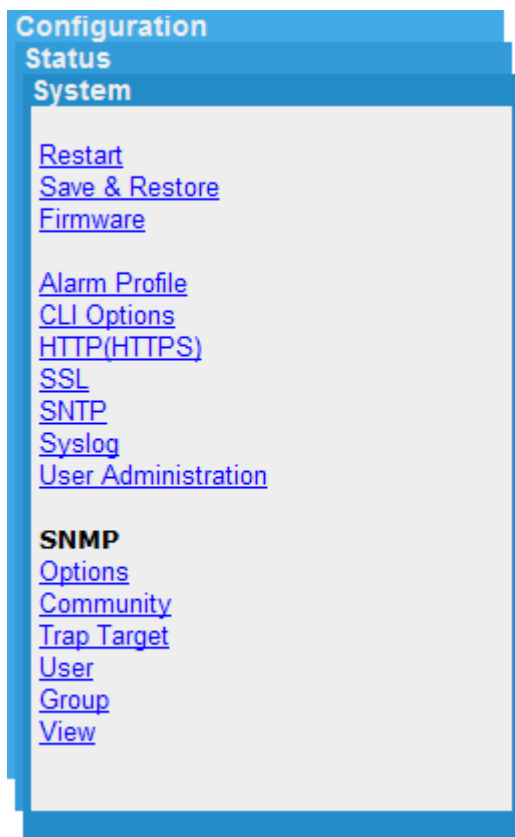 Configuration
Status
System
Restart
Save & Restore
Firmware
Alarm Profile
CLI Options
HTTP(HTTPS)
SSL
SNTP
Syslog
User Administration
SNMP
Options
Community
Trap Target
User
Group
View